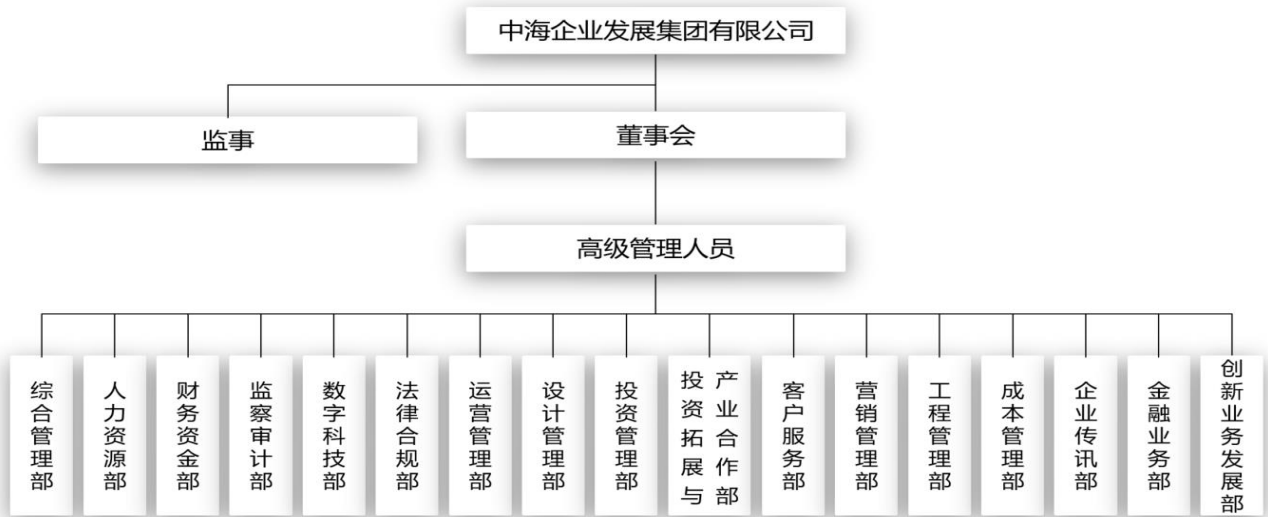 中海企业发展集团有限公司
监事
董事会
高级管理人员
综合管理部
人力资源部
财务资金部
监察审计部
数字科技部
法律合规部
运营管理部
设计管理部
投资管理部
投资拓展与
产业合作部
客户服务部
营销管理部
工程管理部
成本管理部
企业传讯部
金融业务部
创新业务发展部